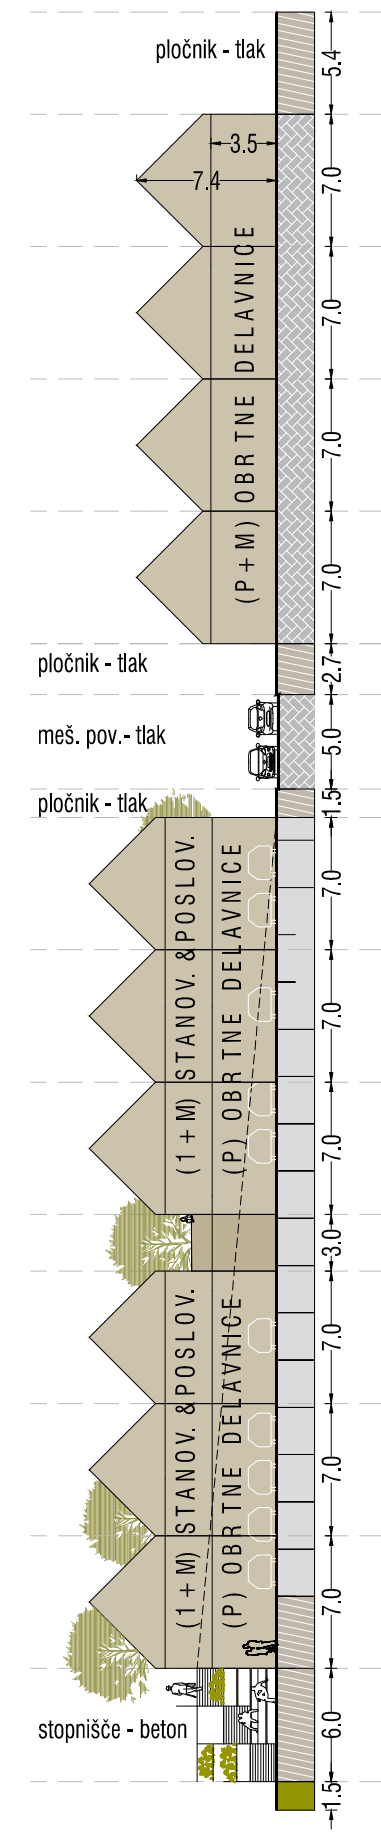 pločnik - tlak
5.4
3.5
7.4
7.0
OBRTNE DELAVNICE
7.0
7.0
(P+M)
7.0
pločnik - tlak
2.7
meš. pov.- tlak
5.0
pločnik - tlak
1.5
(1+M) STANOV. & POSLOV.
(P) OBRTNE DELAVNICE
7.0
7.0
7.0
3.0
(1+M) STANOV. & POSLOV.
(P) OBRTNE DELAVNICE
7.0
7.0
7.0
stopnišče - beton
6.0
1.5